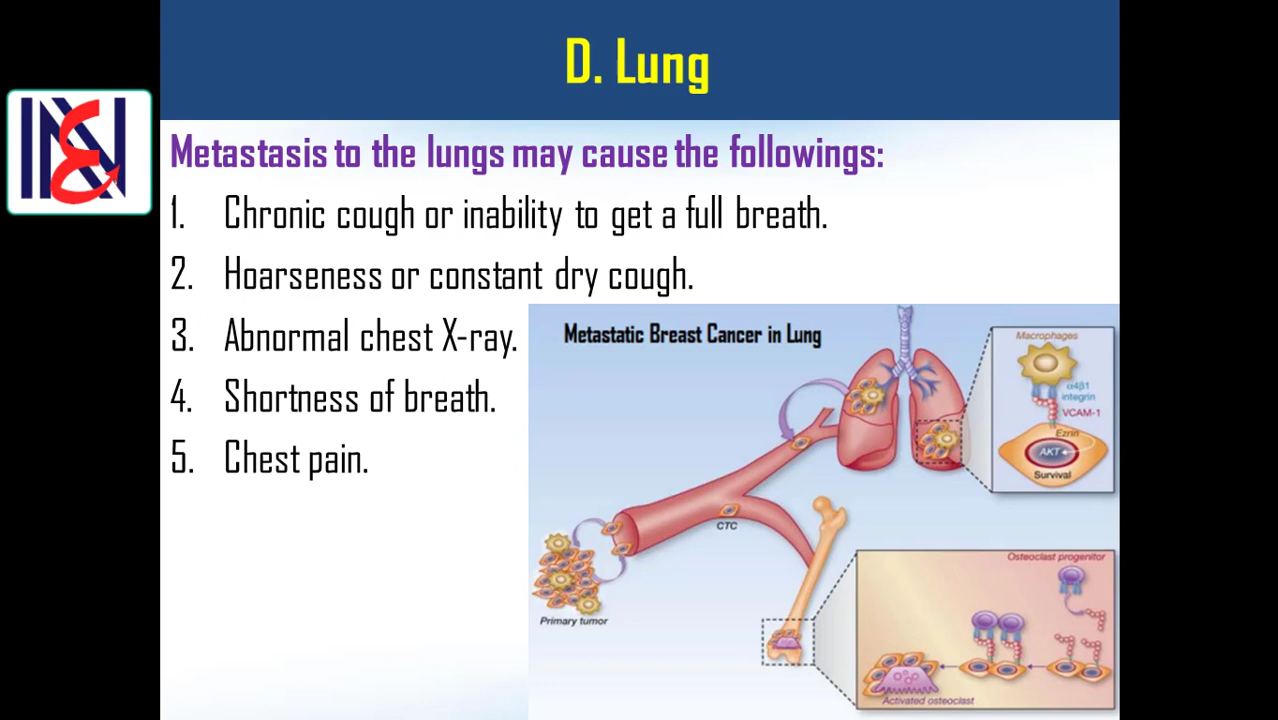 D. Lung
Metastasis to the lungs may cause the followings:
1. Chronic cough or inability to get a full breath.
2. Hoarseness or constant dry cough.
3. Abnormal chest X-ray.
4. Shortness of breath.
5. Chest pain.
Metastatic Breast Cancer in Lung
Macrophages
α4β1
integrin
VCAM-1
Ezrin
AKT
Survival
CTC
Primary tumor
Osteoclast progenitor
Activated osteoclast